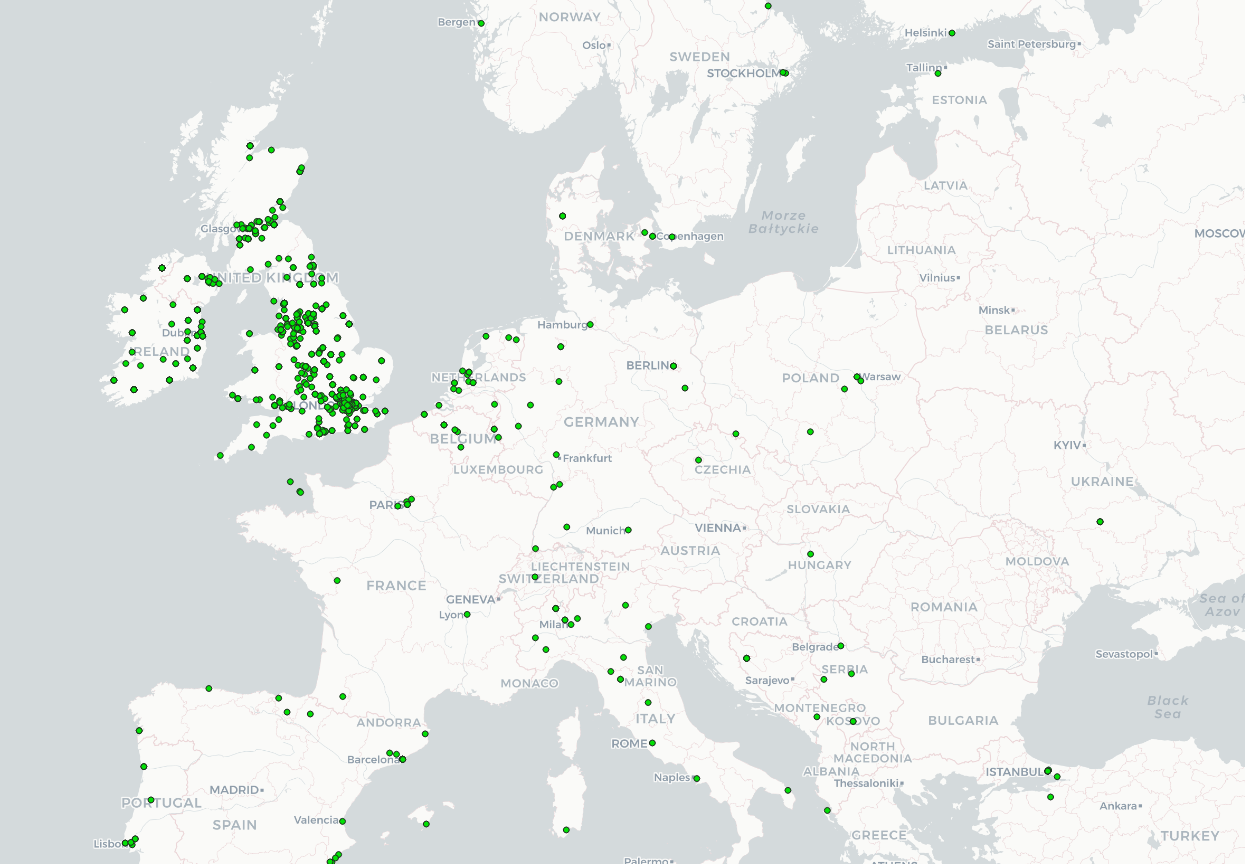 NORWAY
Bergen
Helsinki
Oslo
Saint Petersburg
SWEDEN
Tallinn
STOCKHOLM
ESTONIA
LATVIA
Morze
Bałtyckie
Glasgo
DENMARK
Copenhagen
MOSCOW
LITHUANIA
Vilnius
UNITED KINGDOM
Minsk
BELARUS
Hamburg
Dub
IRELAND
BERLIN
NETHERLANDS
POLAND
Warsaw
LOND
GERMANY
BELGIUM
KYIV
Frankfurt
LUXEMBOURG
CZECHIA
UKRAINE
PARIS
SLOVAKIA
Munich
VIENNA
AUSTRIA
MOLDOVA
LIECHTENSTEIN
HUNGARY
SWITZERLAND
FRANCE
GENEVA
Sea of
Azov
ROMANIA
Lyon
CROATIA
Milan
Belgrade
Sevastopol
Bucharest
SAN
MARINO
SERBIA
Sarajevo
MONACO
Black
Sea
MONTENEGRO
ANDORRA
ITALY
KOSOVO
BULGARIA
ROME
NORTH
MACEDONIA
Barcelona
ALBANIA
ISTANBUL
Naples
Thessaloniki
MADRID
PORTUGAL
Ankara
Valencia
SPAIN
GREECE
TURKEY
Lisbo
Palermo
ATHENS